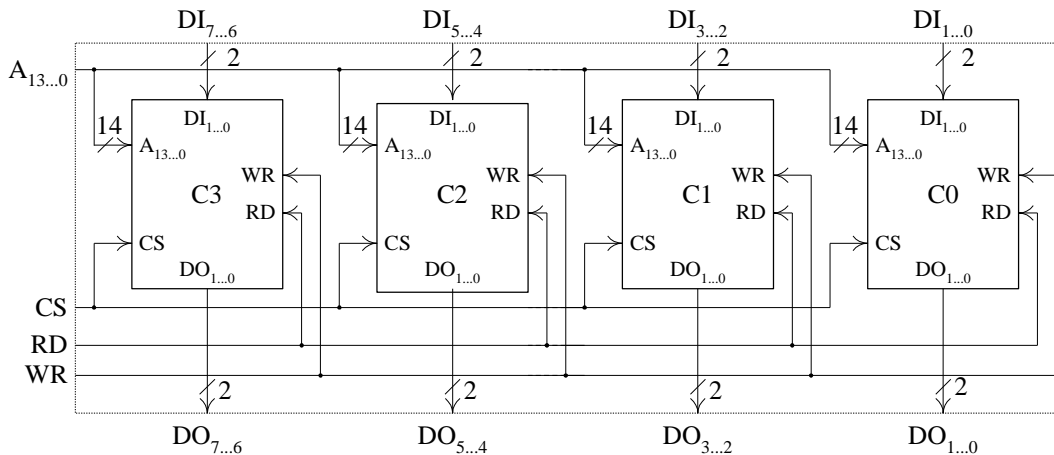 DI7...6 DI5...4 DI3...2 DI1...0
2 2 2 2
A13...0
DI1...0 DI1...0 DI1...0 DI1...0
14 14 14 14
A13...0 A13...0 A13...0 A13...0
WR WR WR WR
C3 C2 C1 C0
RD RD RD RD
CS CS CS CS
DO1...0 DO1...0 DO1...0 DO1...0
CS
RD
WR
2 2 2 2
DO7...6 DO5...4 DO3...2 DO1...0